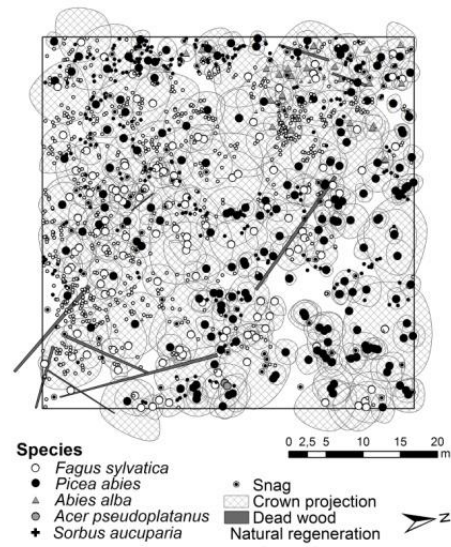 Species
Fagus sylvatica
Picea abies
Abies alba
Acer pseudoplatanus
Sorbus aucuparia
0 2,5 5 10 15 20
m
Snag
Crown projection
Dead wood
Natural regeneration
N